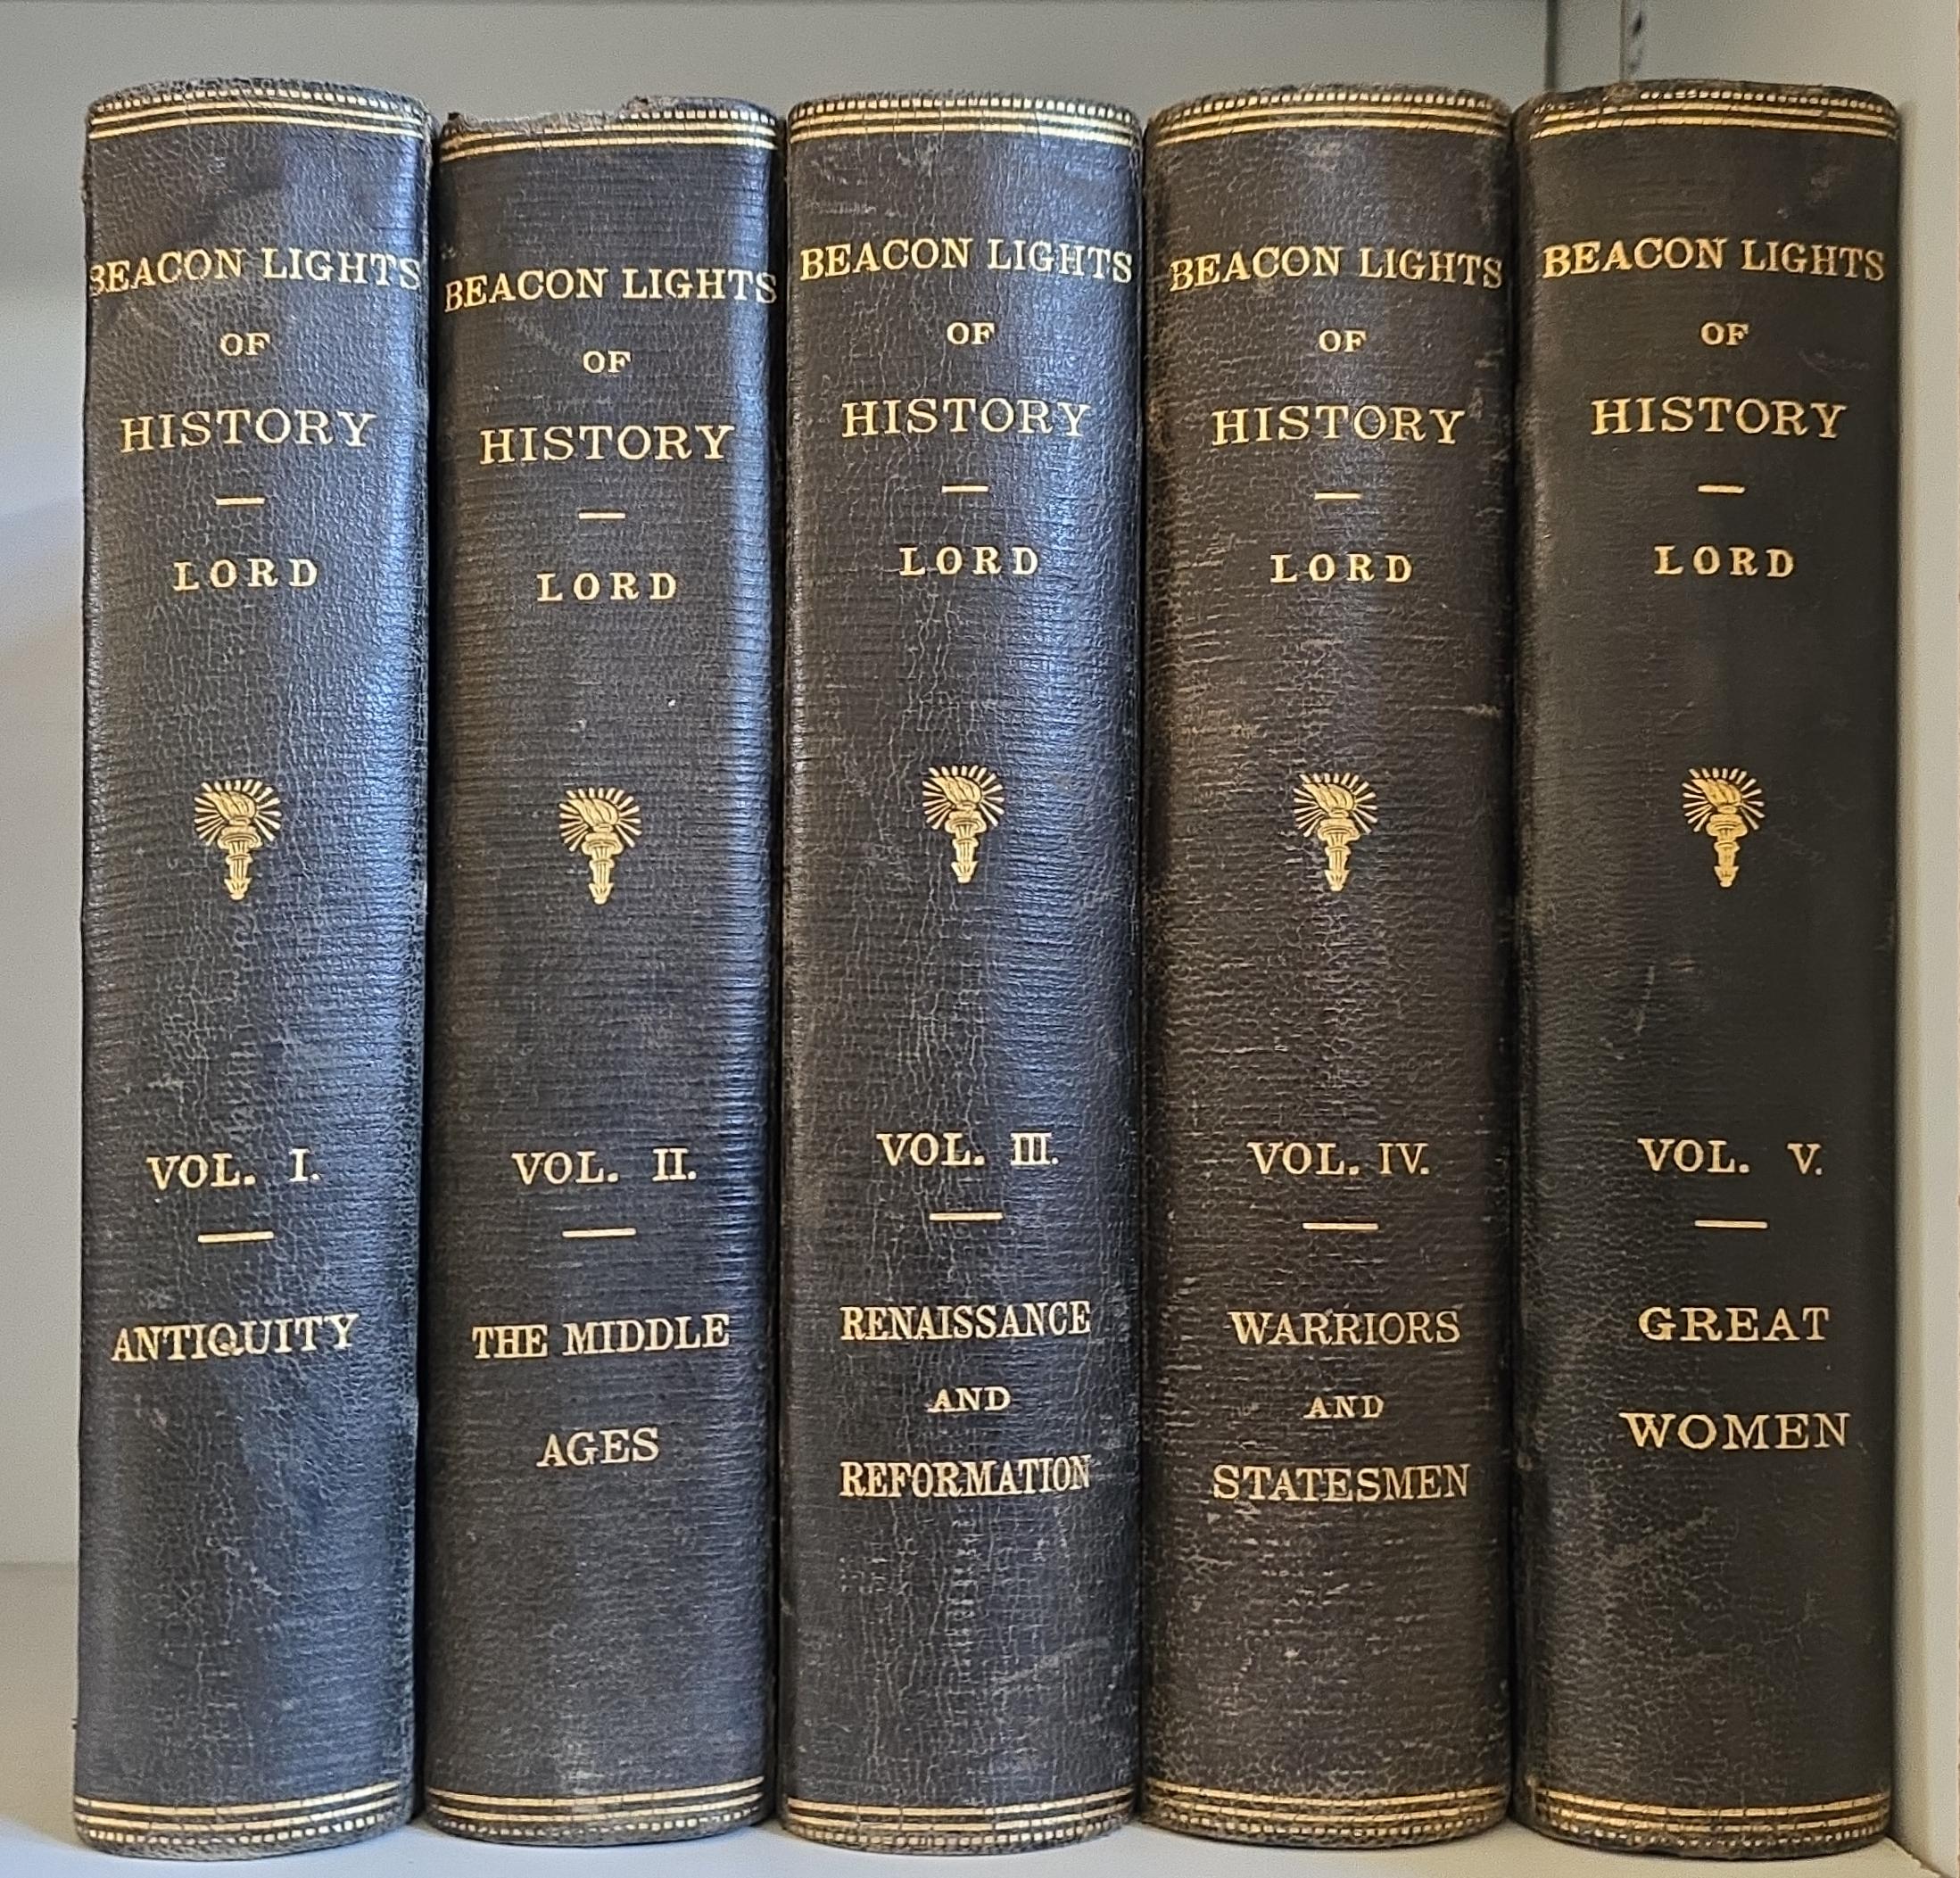 BEACON LIGHTS
OF
HISTORY
LORD
VOL. I.
ANTIQUITY
BEACON LIGHTS
OF
HISTORY
LORD
VOL. II.
THE MIDDLE
AGES
BEACON LIGHTS
OF
HISTORY
LORD
VOL. III.
RENAISSANCE
AND
REFORMATION
BEACON LIGHTS
OF
HISTORY
LORD
VOL. IV.
WARRIORS
AND
STATESMEN
BEACON LIGHTS
OF
HISTORY
LORD
VOL. V.
GREAT
WOMEN